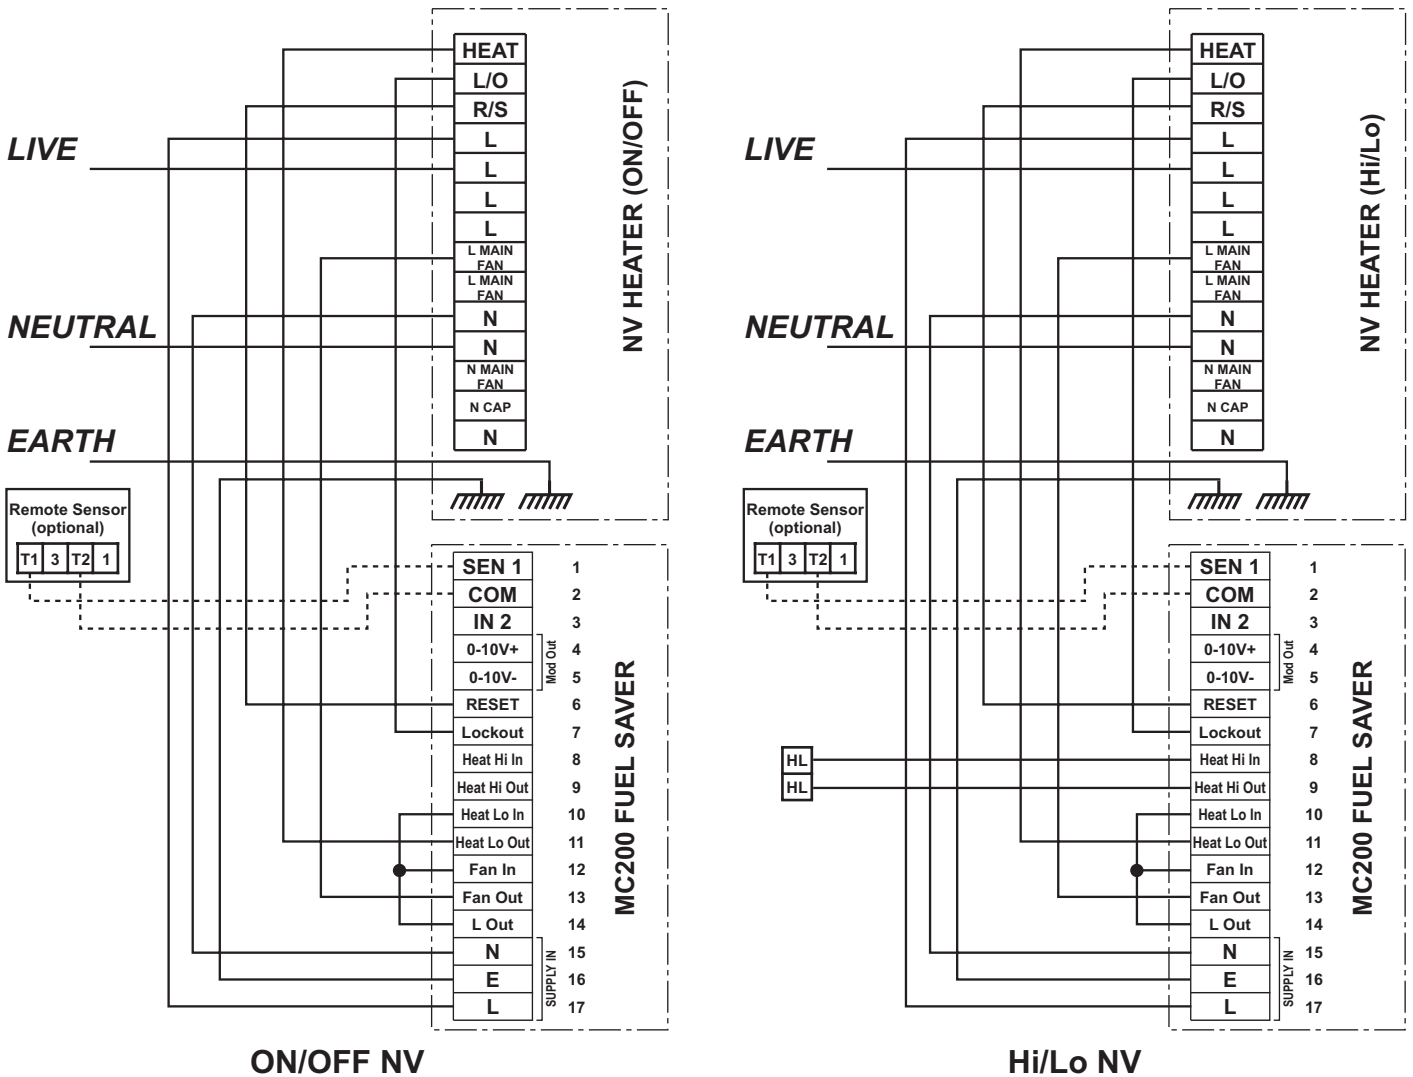 HEAT
L/O
R/S
L
L
L
L
L MAIN
FAN
L MAIN
FAN
N
N
N MAIN
FAN
N CAP
N
NV HEATER (ON/OFF)
LIVE
NEUTRAL
EARTH
Remote Sensor
(optional)
T1 3 T2 1
SEN 1 1
COM 2
IN 2 3
0-10V+ 4
0-10V- 5
Mod Out
RESET 6
Lockout 7
Heat Hi In 8
Heat Hi Out 9
Heat Lo In 10
Heat Lo Out 11
Fan In 12
Fan Out 13
L Out 14
N 15
E 16
L 17
SUPPLY IN
MC200 FUEL SAVER
ON/OFF NV
HEAT
L/O
R/S
L
L
L
L
L MAIN
FAN
L MAIN
FAN
N
N
N MAIN
FAN
N CAP
N
NV HEATER (Hi/Lo)
LIVE
NEUTRAL
EARTH
Remote Sensor
(optional)
T1 3 T2 1
HL
HL
SEN 1 1
COM 2
IN 2 3
0-10V+ 4
0-10V- 5
Mod Out
RESET 6
Lockout 7
Heat Hi In 8
Heat Hi Out 9
Heat Lo In 10
Heat Lo Out 11
Fan In 12
Fan Out 13
L Out 14
N 15
E 16
L 17
SUPPLY IN
MC200 FUEL SAVER
Hi/Lo NV